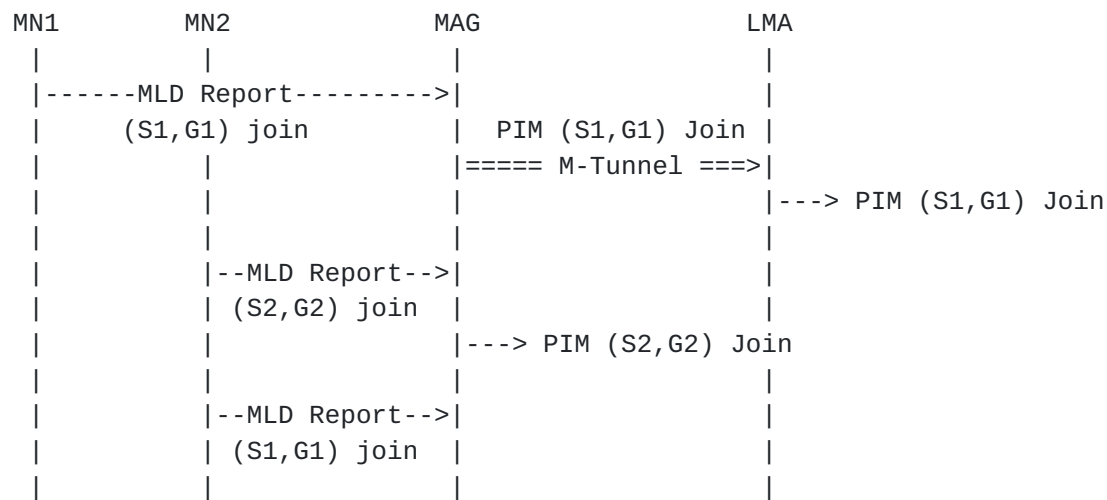 MN1 MN2 MAG LMA
| | | |
|------MLD Report--------->| |
| (S1,G1) join | PIM (S1,G1) Join |
| | |===== M-Tunnel ===>|
| | | |---> PIM (S1,G1) Join
| | | |
| |--MLD Report-->| |
| | (S2,G2) join | |
| | |---> PIM (S2,G2) Join
| | | |
| |--MLD Report-->| |
| | (S1,G1) join | |
| | | |